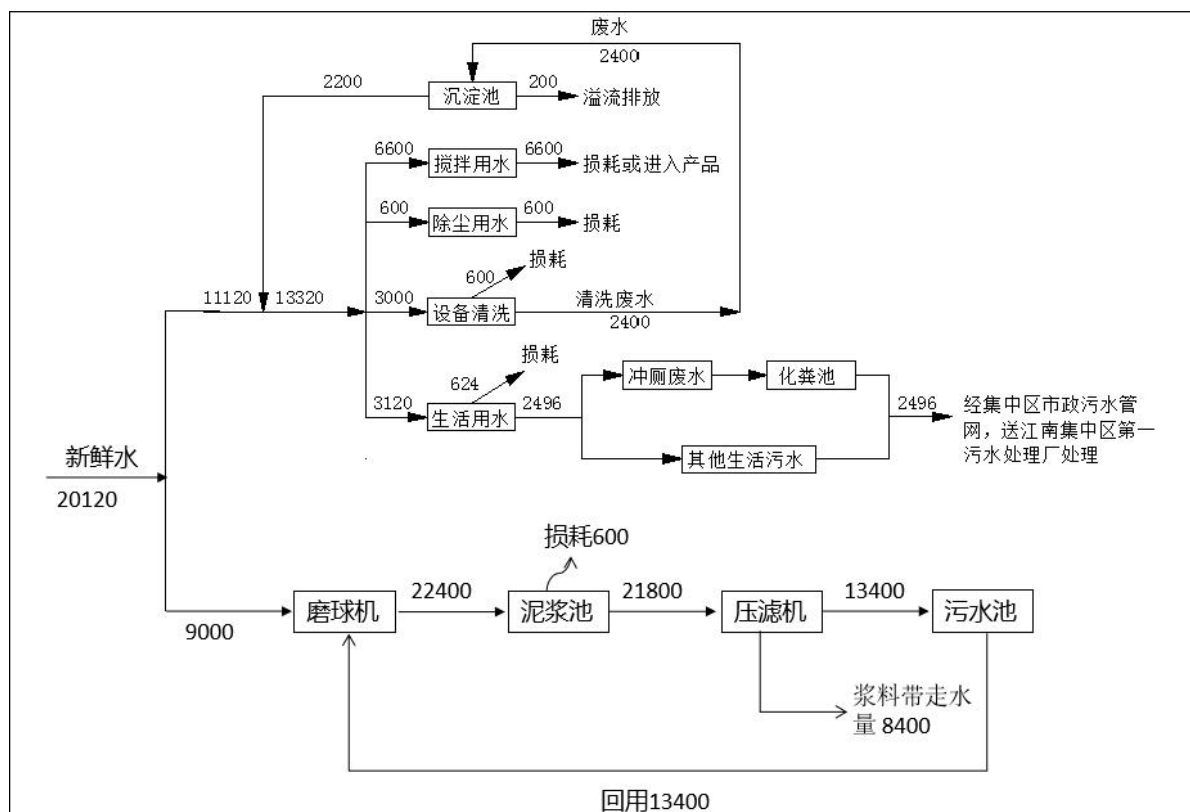 废水
2400
2200
沉淀池
200
溢流排放
6600
搅拌用水
6600
损耗或进入产品
600
除尘用水
600
损耗
损耗
600
11120
13320
3000
设备清洗
清洗废水
2400
损耗
624
3120
生活用水
2496
冲厕废水
化粪池
其他生活污水
2496
经集中区市政污水管
网，送江南集中区第一
污水处理厂处理
新鲜水
20120
损耗600
9000
磨球机
22400
泥浆池
21800
压滤机
13400
污水池
浆料带走水
量 8400
回用13400